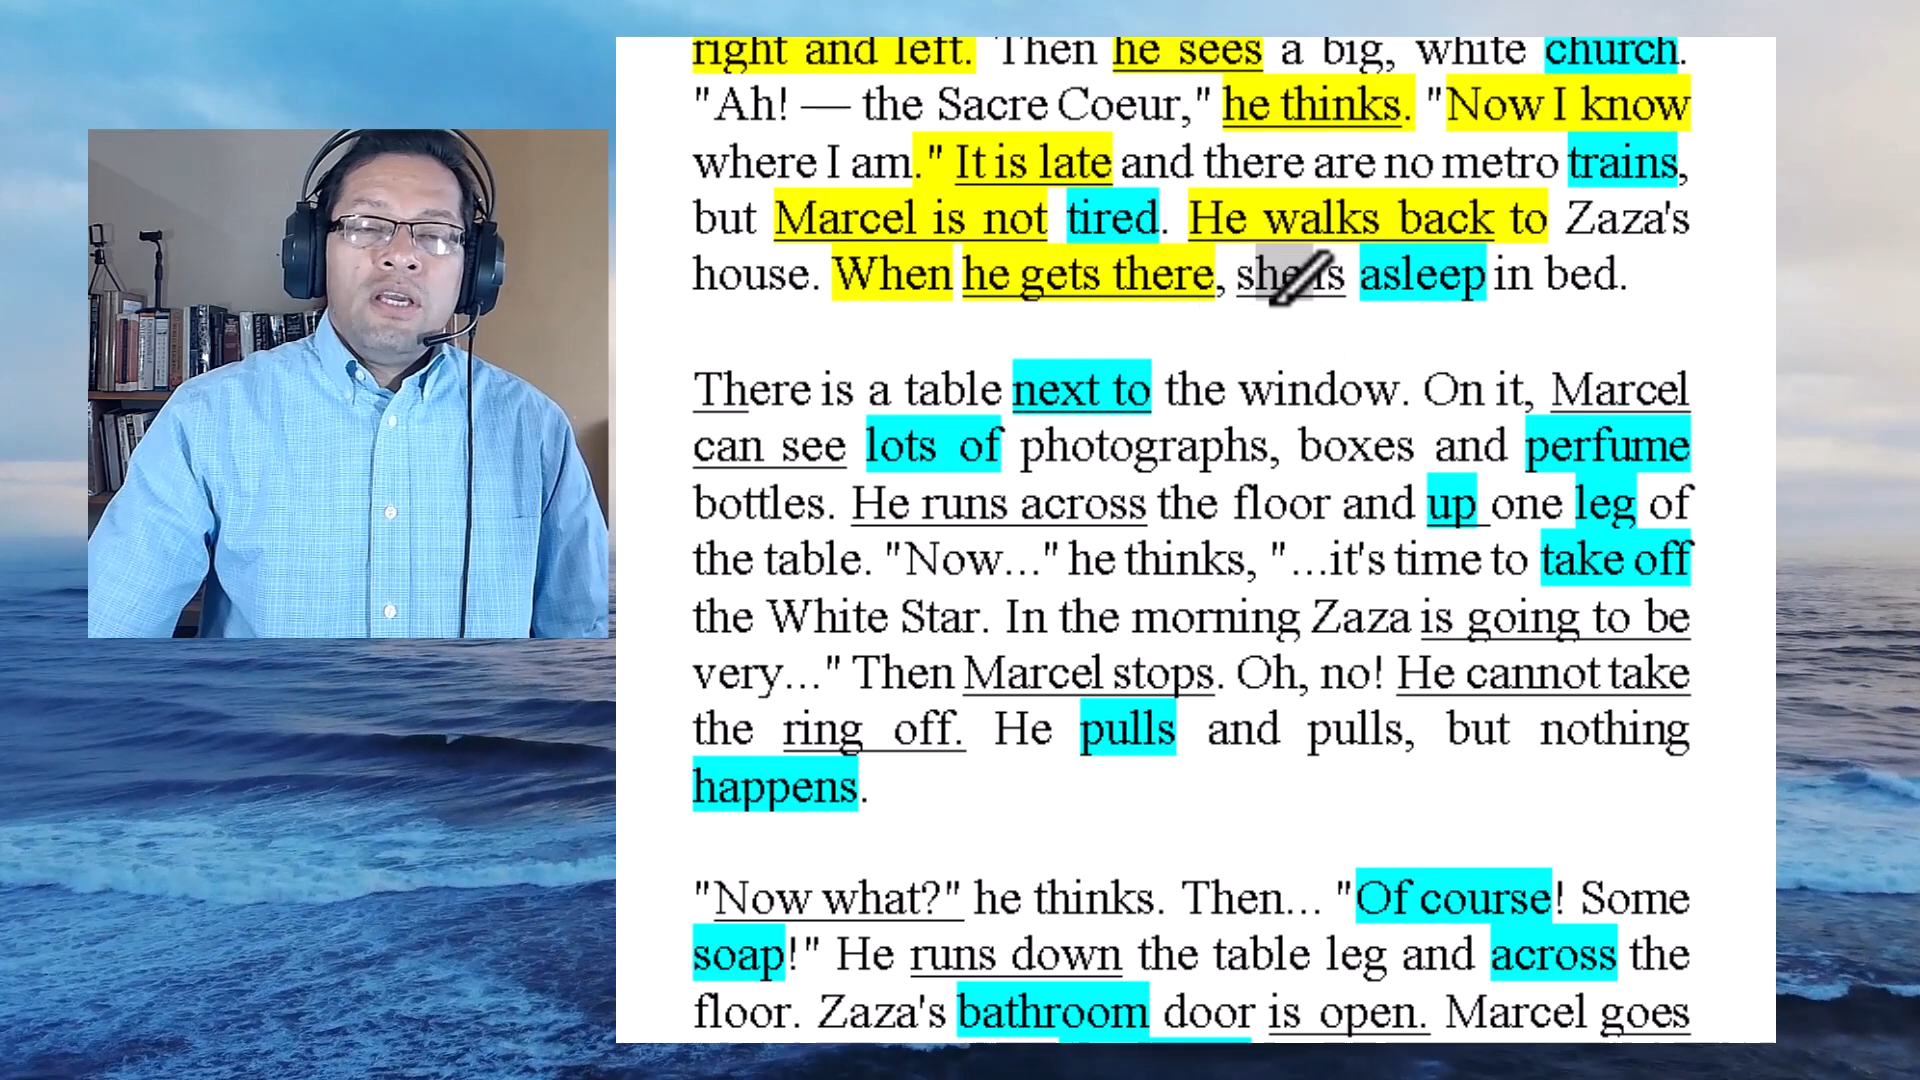 right and left. Then he sees a big, white church.
"Ah! — the Sacre Coeur," he thinks. "Now I know
where I am." It is late and there are no metro trains,
but Marcel is not tired. He walks back to Zaza's
house. When he gets there, she is asleep in bed.
There is a table next to the window. On it, Marcel
can see lots of photographs, boxes and perfume
bottles. He runs across the floor and up one leg of
the table. "Now..." he thinks, "...it's time to take off
the White Star. In the morning Zaza is going to be
very..." Then Marcel stops. Oh, no! He cannot take
the ring off. He pulls and pulls, but nothing
happens.
"Now what?" he thinks. Then... "Of course! Some
soap!" He runs down the table leg and across the
floor. Zaza's bathroom door is open. Marcel goes